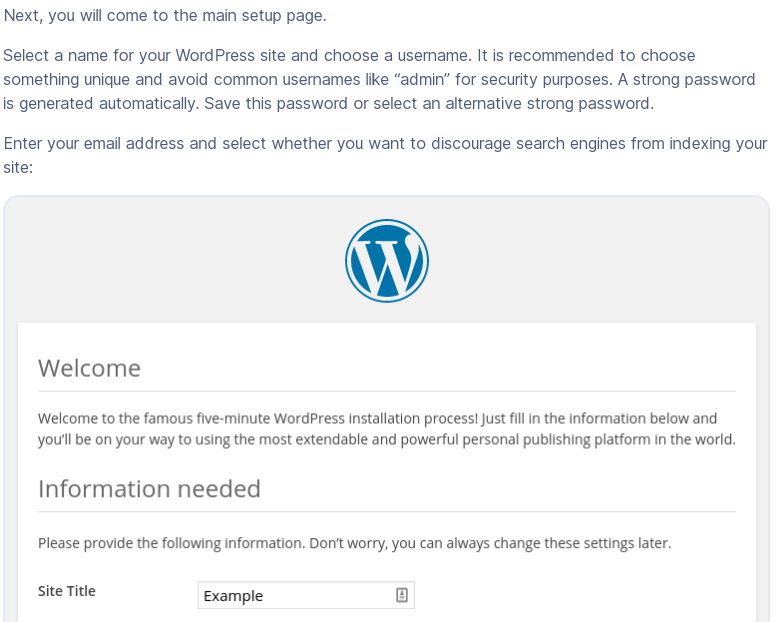 Next, you will come to the main setup page.
Select a name for your WordPress site and choose a username. It is recommended to choose
something unique and avoid common usernames like “admin” for security purposes. A strong password
is generated automatically. Save this password or select an alternative strong password.
Enter your email address and select whether you want to discourage search engines from indexing your
site:
Welcome
Welcome to the famous five-minute WordPress installation process! Just fill in the information below and
you’ll be on your way to using the most extendable and powerful personal publishing platform in the world.
Information needed
Please provide the following information. Don’t worry, you can always change these settings later.
Site Title Example